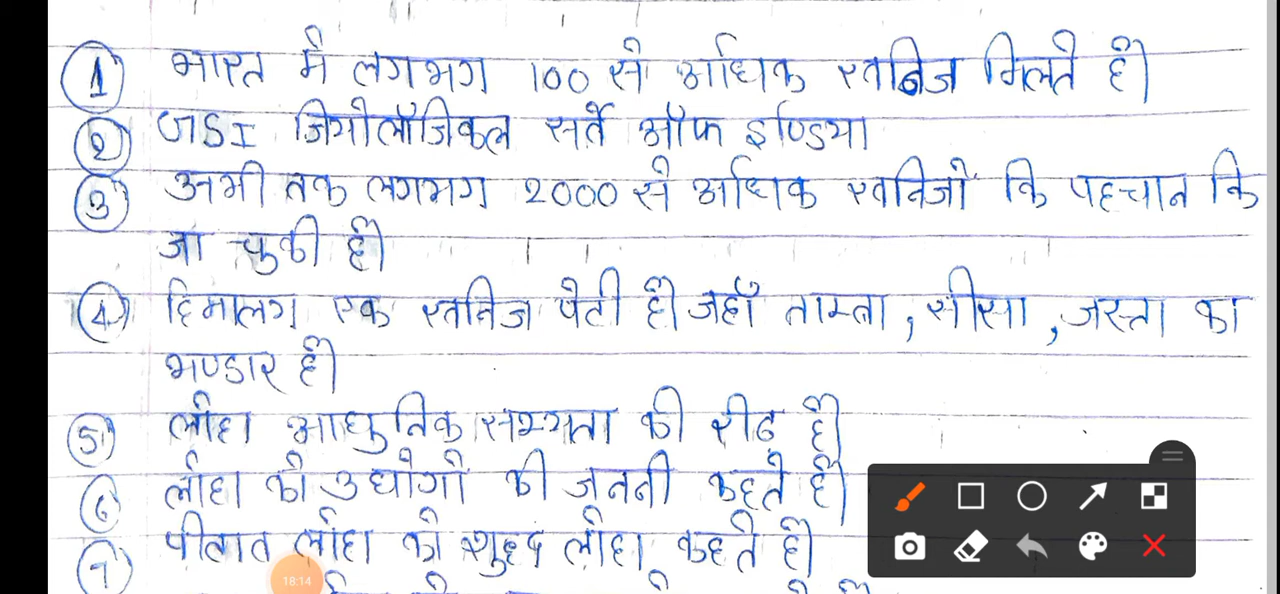 1 भारत में लगभग 100 से अधिक खनिज मिलते हैं।
2 GSI जियोलॉजिकल सर्वे ऑफ इण्डिया
3 अभी तक लगभग 2000 से अधिक खनिजों कि पहचान कि
जा चुकी हैं।
4 हिमालय एक खनिज पेटी हैं। जहाँ ताम्बा, सीसा, जस्ता का
भण्डार हैं।
5 लोहा आधुनिक सभ्यता की रीढ़ हैं।
6 लोहा को उधोगो की जननी कहते हैं।
7 पीतवात लोहा को शुद्द लोहा कहते हैं।
18:14